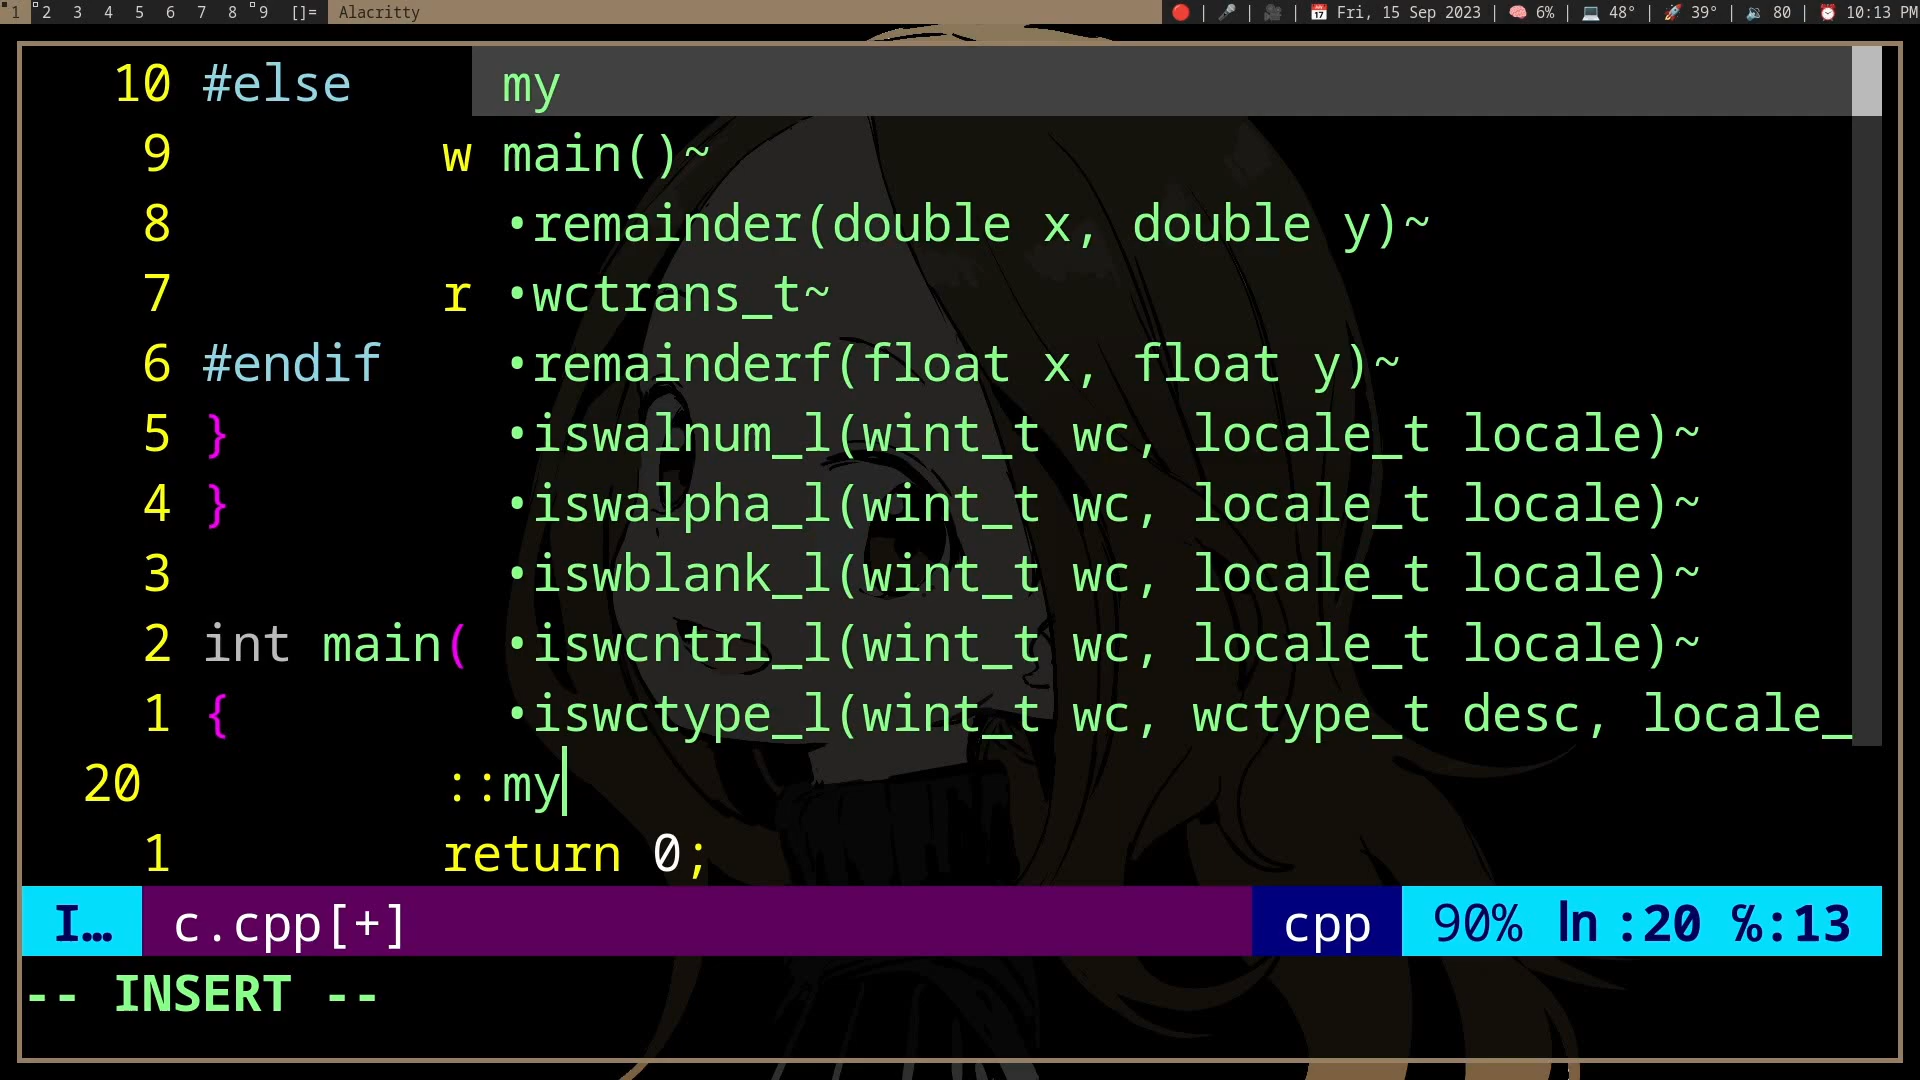 1 2 3 4 5 6 7 8 9 []= Alacritty | | | Fri, 15 Sep 2023 | 6% | 48° | 39° | 80 | 10:13 PM
10 #else my
9 w main()~
8 •remainder(double x, double y)~
7 r •wctrans_t~
6 #endif •remainderf(float x, float y)~
5 } •iswalnum_l(wint_t wc, locale_t locale)~
4 } •iswalpha_l(wint_t wc, locale_t locale)~
3 •iswblank_l(wint_t wc, locale_t locale)~
2 int main( •iswcntrl_l(wint_t wc, locale_t locale)~
1 { •iswctype_l(wint_t wc, wctype_t desc, locale_
20 ::my
1 return 0;
I… c.cpp[+] cpp 90% ln :20 ℅:13
-- INSERT --